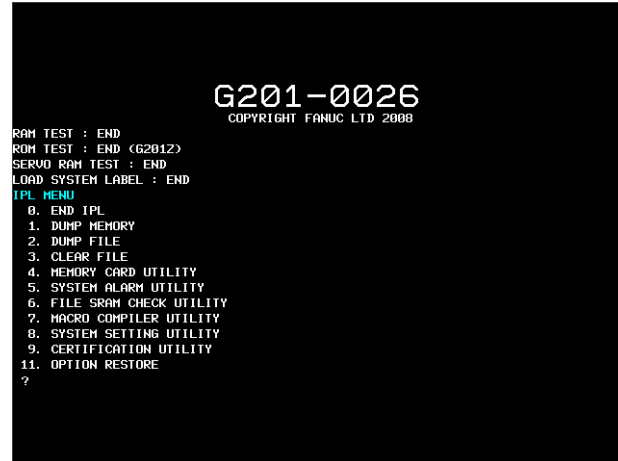 G201-0026
COPYRIGHT FANUC LTD 2008
RAM TEST : END
ROM TEST : END (G201Z)
SERVO RAM TEST : END
LOAD SYSTEM LABEL : END
IPL MENU
0. END IPL
1. DUMP MEMORY
2. DUMP FILE
3. CLEAR FILE
4. MEMORY CARD UTILITY
5. SYSTEM ALARM UTILITY
6. FILE SRAM CHECK UTILITY
7. MACRO COMPILER UTILITY
8. SYSTEM SETTING UTILITY
9. CERTIFICATION UTILITY
11. OPTION RESTORE
?